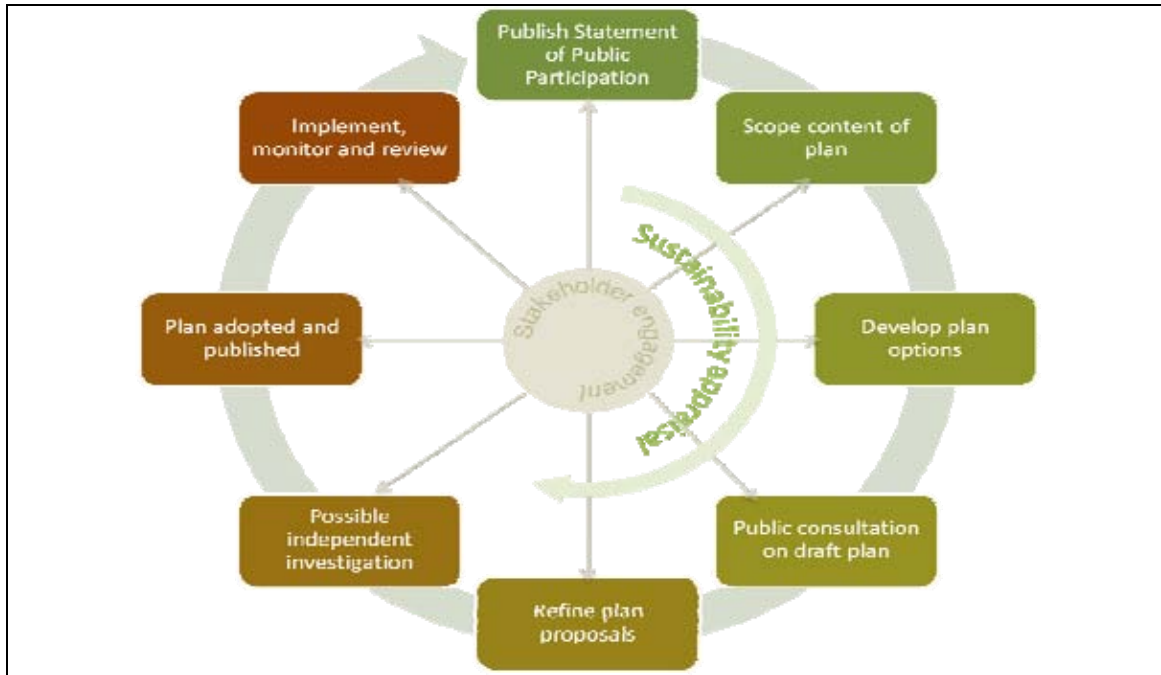 Publish Statement
of Public
Participation
Scope content of
plan
Develop plan
options
Public consultation
on draft plan
Refine plan
proposals
Possible
independent
investigation
Plan adopted and
published
Implement,
monitor and review
Stakeholder engagement
Sustainability appraisal